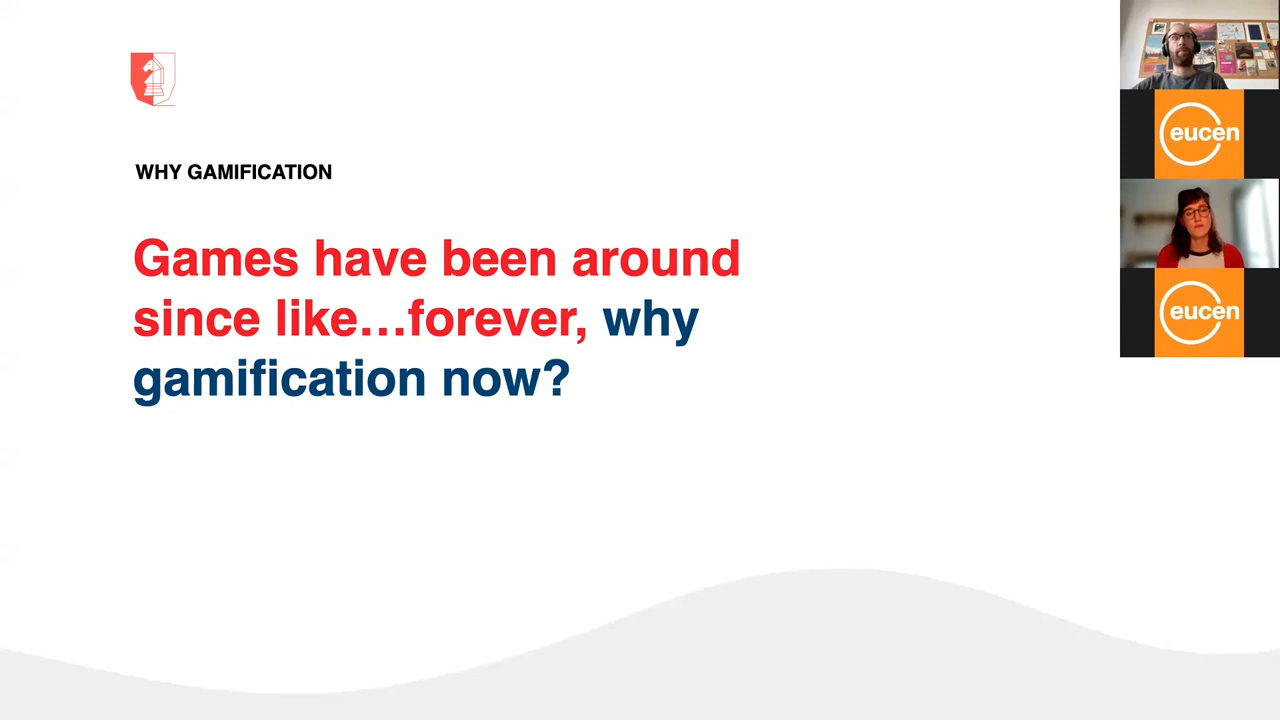 WHY GAMIFICATION
Games have been around
since like...forever, why
gamification now?
eucen
eucen